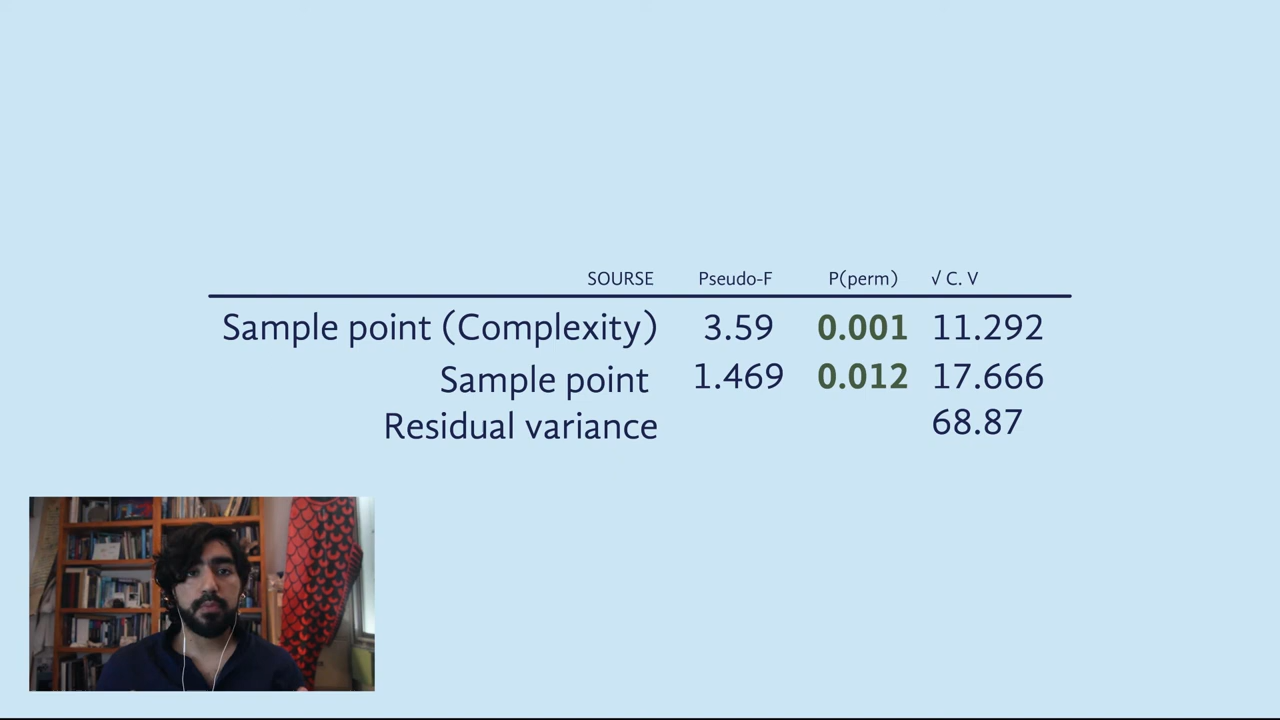 SOURSE Pseudo-F P(perm) √ C. V
Sample point (Complexity) 3.59 0.001 11.292
Sample point 1.469 0.012 17.666
Residual variance 68.87